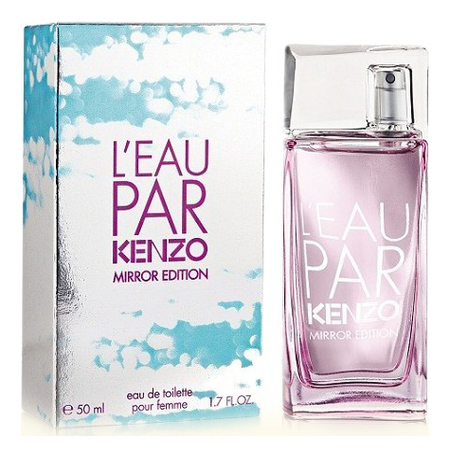 L'EAU
PAR
KENZO
MIRROR EDITION
eau de toilette
pour femme
℮ 50 ml
1.7 FL.OZ.
L'EAU
PAR
KENZO
MIRROR EDITION